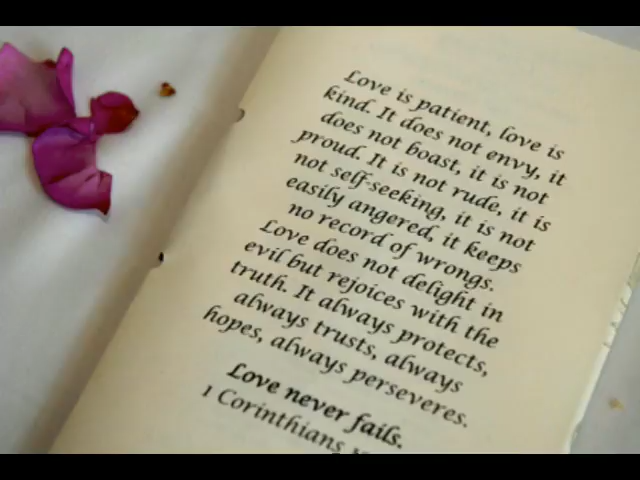 Love is patient, love is
kind. It does not envy, it
does not boast, it is not
proud. It is not rude, it is
not self-seeking, it is not
easily angered, it keeps
no record of wrongs.
Love does not delight in
evil but rejoices with the
truth. It always protects,
always trusts, always
hopes, always perseveres.
Love never fails.
1 Corinthians